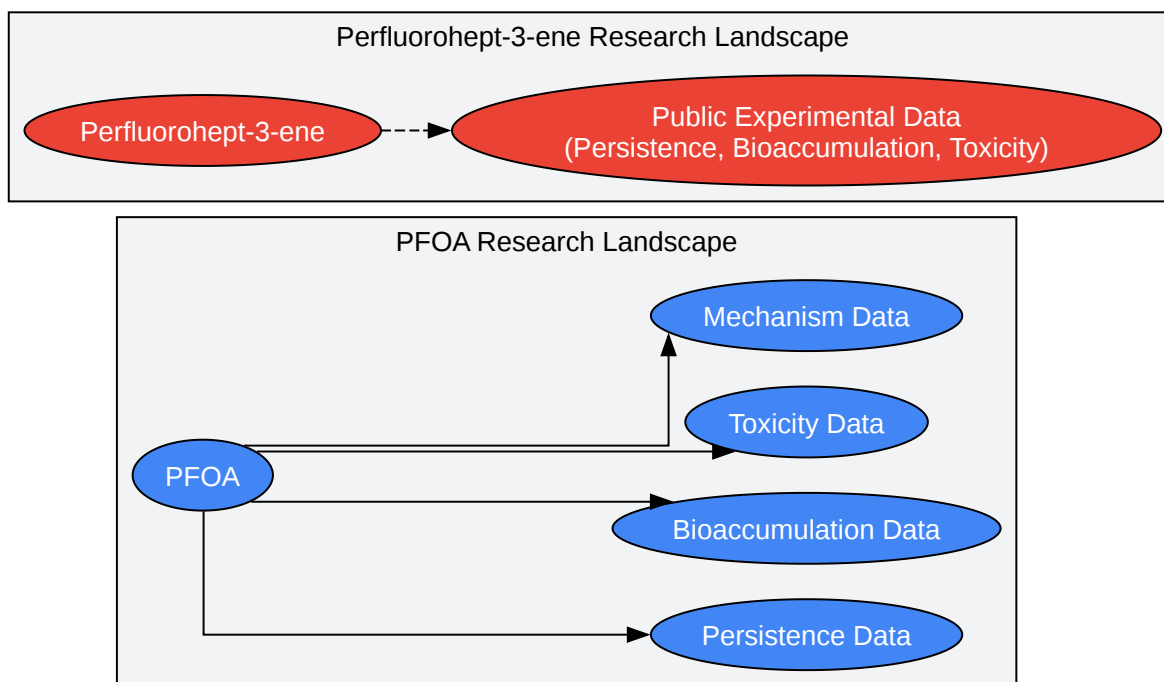 Perfluorohept-3-ene Research Landscape
Perfluorohept-3-ene
Public Experimental Data
(Persistence, Bioaccumulation, Toxicity)
PFOA Research Landscape
Mechanism Data
Toxicity Data
PFOA
Bioaccumulation Data
Persistence Data